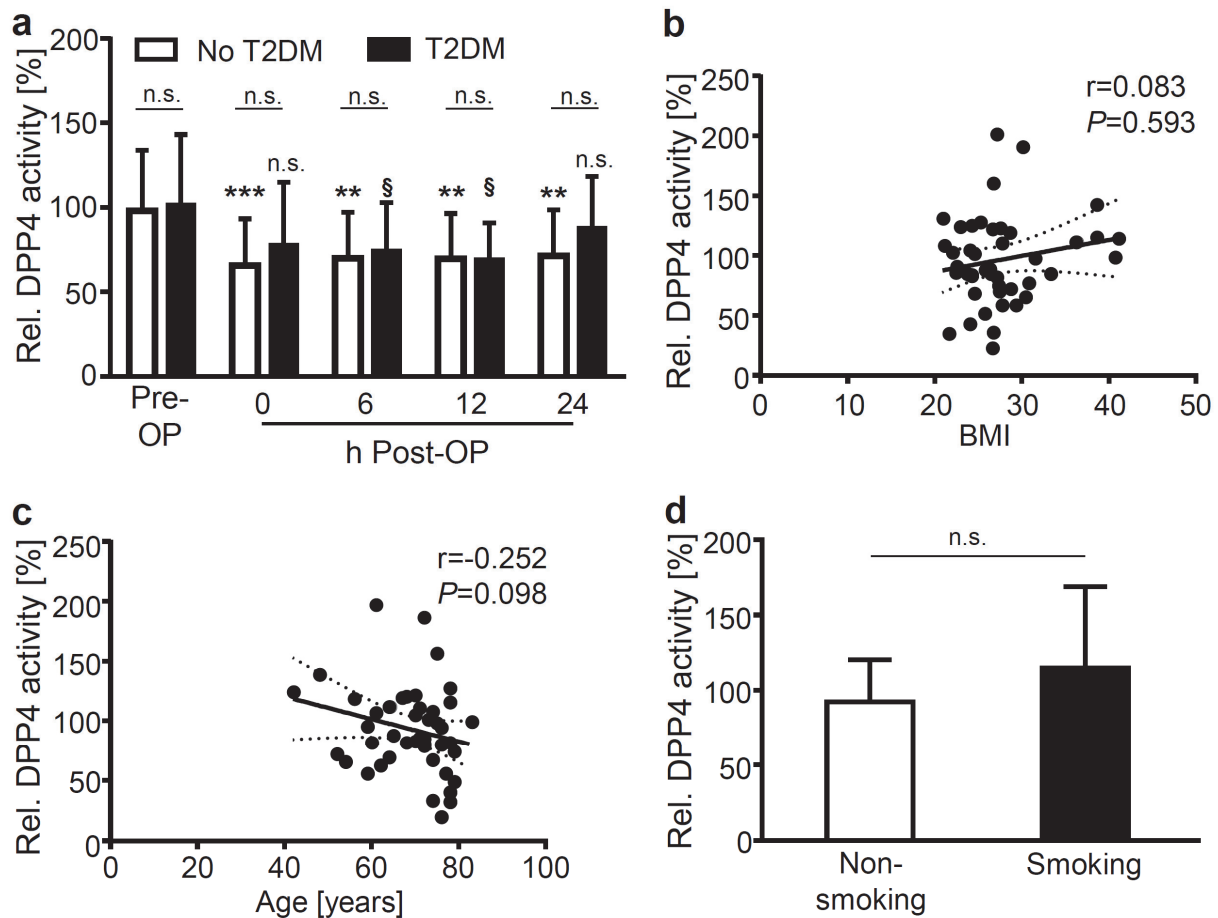 a
Rel. DPP4 activity [%]
200
150
100
50
0
No T2DM
T2DM
n.s.
n.s.
n.s.
n.s.
n.s.
***
n.s.
**
§
**
§
**
n.s.
Pre-
OP
0
6
12
24
h Post-OP
b
Rel. DPP4 activity [%]
250
200
150
100
50
0
r=0.083
P=0.593
0
10
20
30
40
50
BMI
c
Rel. DPP4 activity [%]
250
200
150
100
50
0
r=-0.252
P=0.098
0
20
40
60
80
100
Age [years]
d
Rel. DPP4 activity [%]
200
150
100
50
0
n.s.
Non-
smoking
Smoking